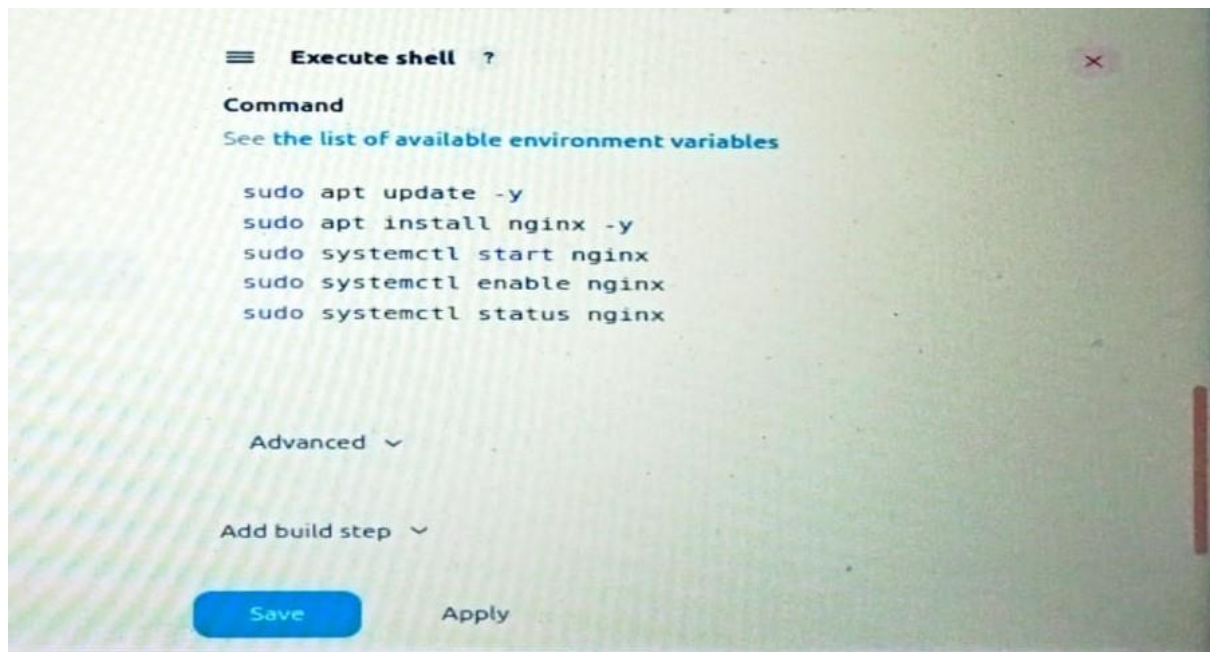 Execute shell ?
Command
See the list of available environment variables
sudo apt update -y
sudo apt install nginx -y
sudo systemctl start nginx
sudo systemctl enable nginx
sudo systemctl status nginx
Advanced
Add build step
Save Apply